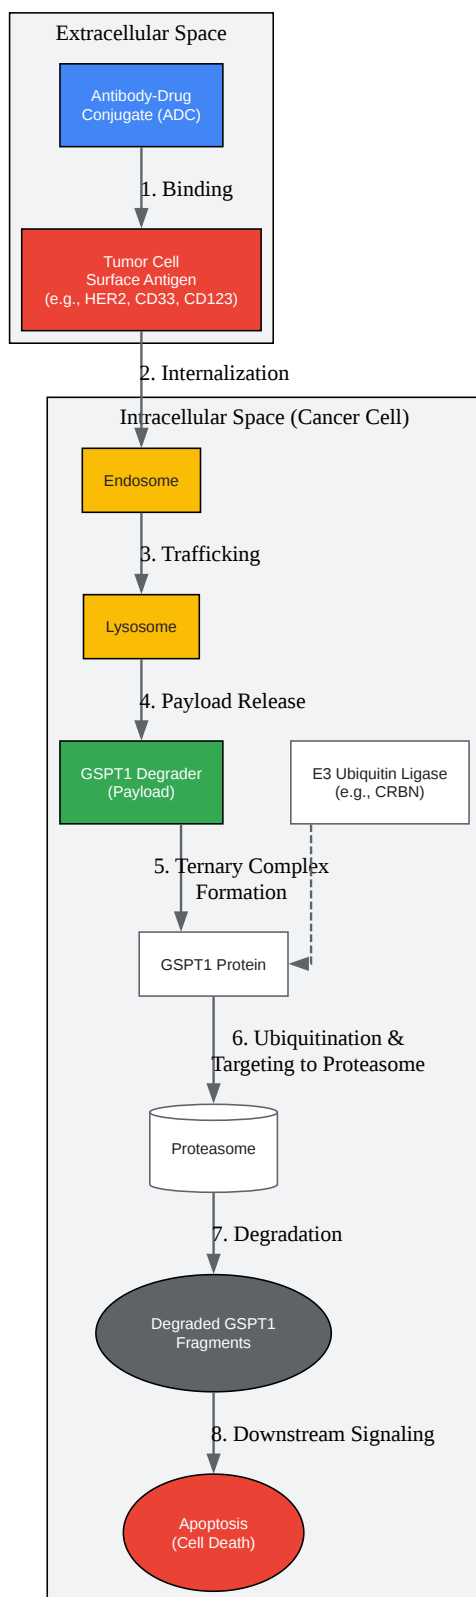 Extracellular Space
Antibody-Drug
Conjugate (ADC)
1. Binding
Tumor Cell
Surface Antigen
(e.g., HER2, CD33, CD123)
2. Internalization
Intracellular Space (Cancer Cell)
Endosome
3. Trafficking
Lysosome
4. Payload Release
GSPT1 Degrader
(Payload)
E3 Ubiquitin Ligase
(e.g., CRBN)
5. Ternary Complex
Formation
GSPT1 Protein
6. Ubiquitination &
Targeting to Proteasome
Proteasome
7. Degradation
Degraded GSPT1
Fragments
8. Downstream Signaling
Apoptosis
(Cell Death)